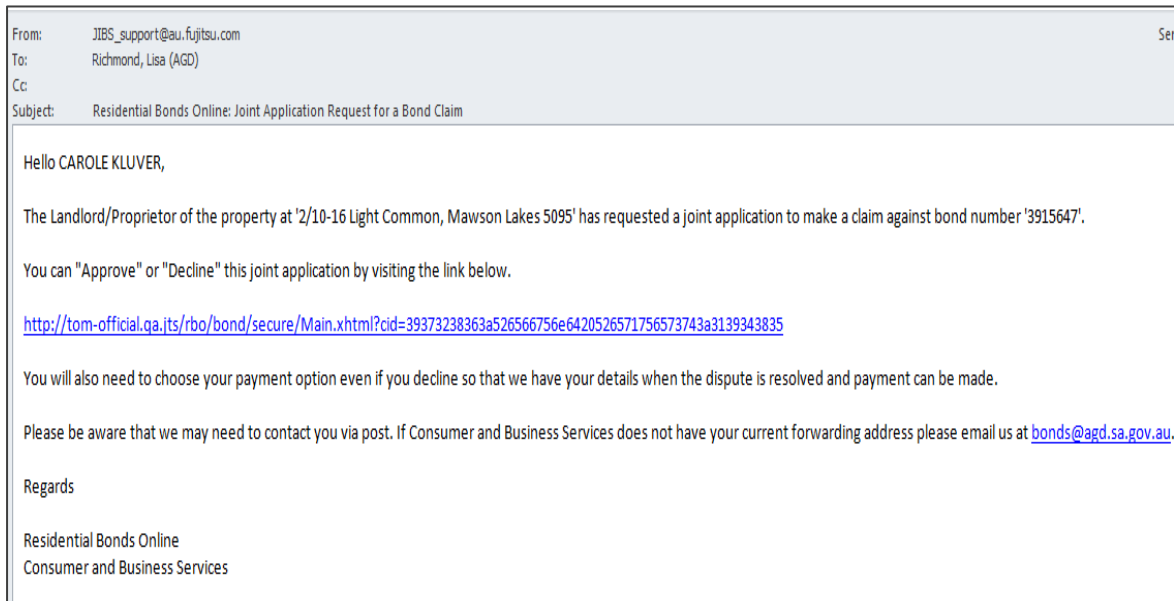 From: JIBS_support@au.fujitsu.com Ser
To: Richmond, Lisa (AGD)
Cc:
Subject: Residential Bonds Online: Joint Application Request for a Bond Claim
Hello CAROLE KLUVER,
The Landlord/Proprietor of the property at '2/10-16 Light Common, Mawson Lakes 5095' has requested a joint application to make a claim against bond number '3915647'.
You can "Approve" or "Decline" this joint application by visiting the link below.
http://tom-official.qa.jts/rbo/bond/secure/Main.xhtml?cid=39373238363a526566756e6420526571756573743a3139343835
You will also need to choose your payment option even if you decline so that we have your details when the dispute is resolved and payment can be made.
Please be aware that we may need to contact you via post. If Consumer and Business Services does not have your current forwarding address please email us at bonds@agd.sa.gov.au.
Regards
Residential Bonds Online
Consumer and Business Services